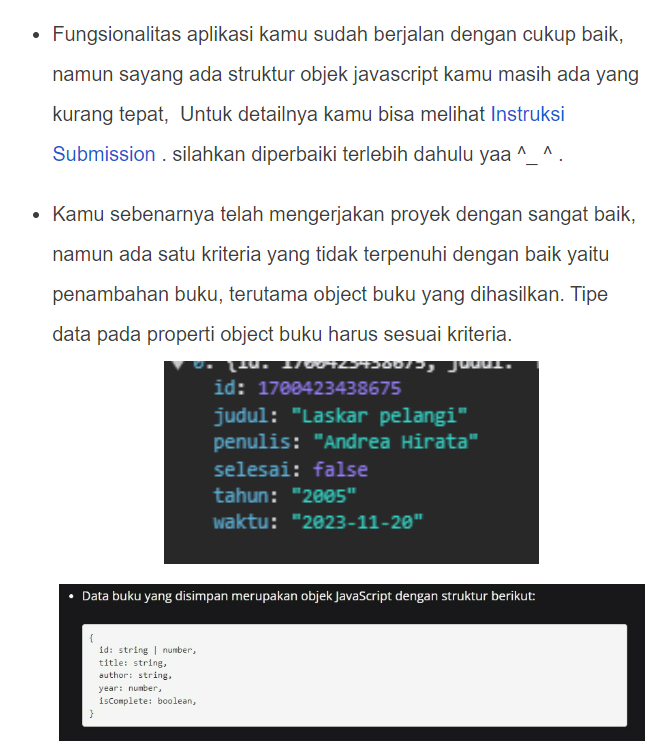 Fungsionalitas aplikasi kamu sudah berjalan dengan cukup baik,
namun sayang ada struktur objek javascript kamu masih ada yang
kurang tepat,  Untuk detailnya kamu bisa melihat Instruksi
Submission . silahkan diperbaiki terlebih dahulu yaa ^_ ^ .
Kamu sebenarnya telah mengerjakan proyek dengan sangat baik,
namun ada satu kriteria yang tidak terpenuhi dengan baik yaitu
penambahan buku, terutama object buku yang dihasilkan. Tipe
data pada properti object buku harus sesuai kriteria.
0: {id: 1700423438675, judul:
id: 1700423438675
judul: "Laskar pelangi"
penulis: "Andrea Hirata"
selesai: false
tahun: "2005"
waktu: "2023-11-20"
Data buku yang disimpan merupakan objek JavaScript dengan struktur berikut:
{
id: string | number,
title: string,
author: string,
year: number,
isComplete: boolean,
}